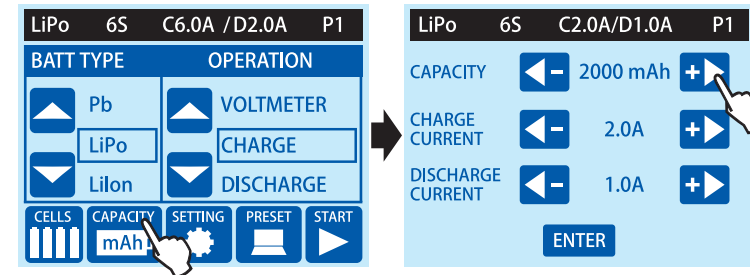 LiPo 6S C6.0A /D2.0A P1
BATT TYPE OPERATION
Pb VOLTMETER
LiPo CHARGE
LiIon DISCHARGE
CELLS CAPACITY SETTING PRESET START
mAh
LiPo 6S C2.0A/D1.0A P1
CAPACITY - 2000 mAh +
CHARGE
CURRENT - 2.0A +
DISCHARGE
CURRENT - 1.0A +
ENTER